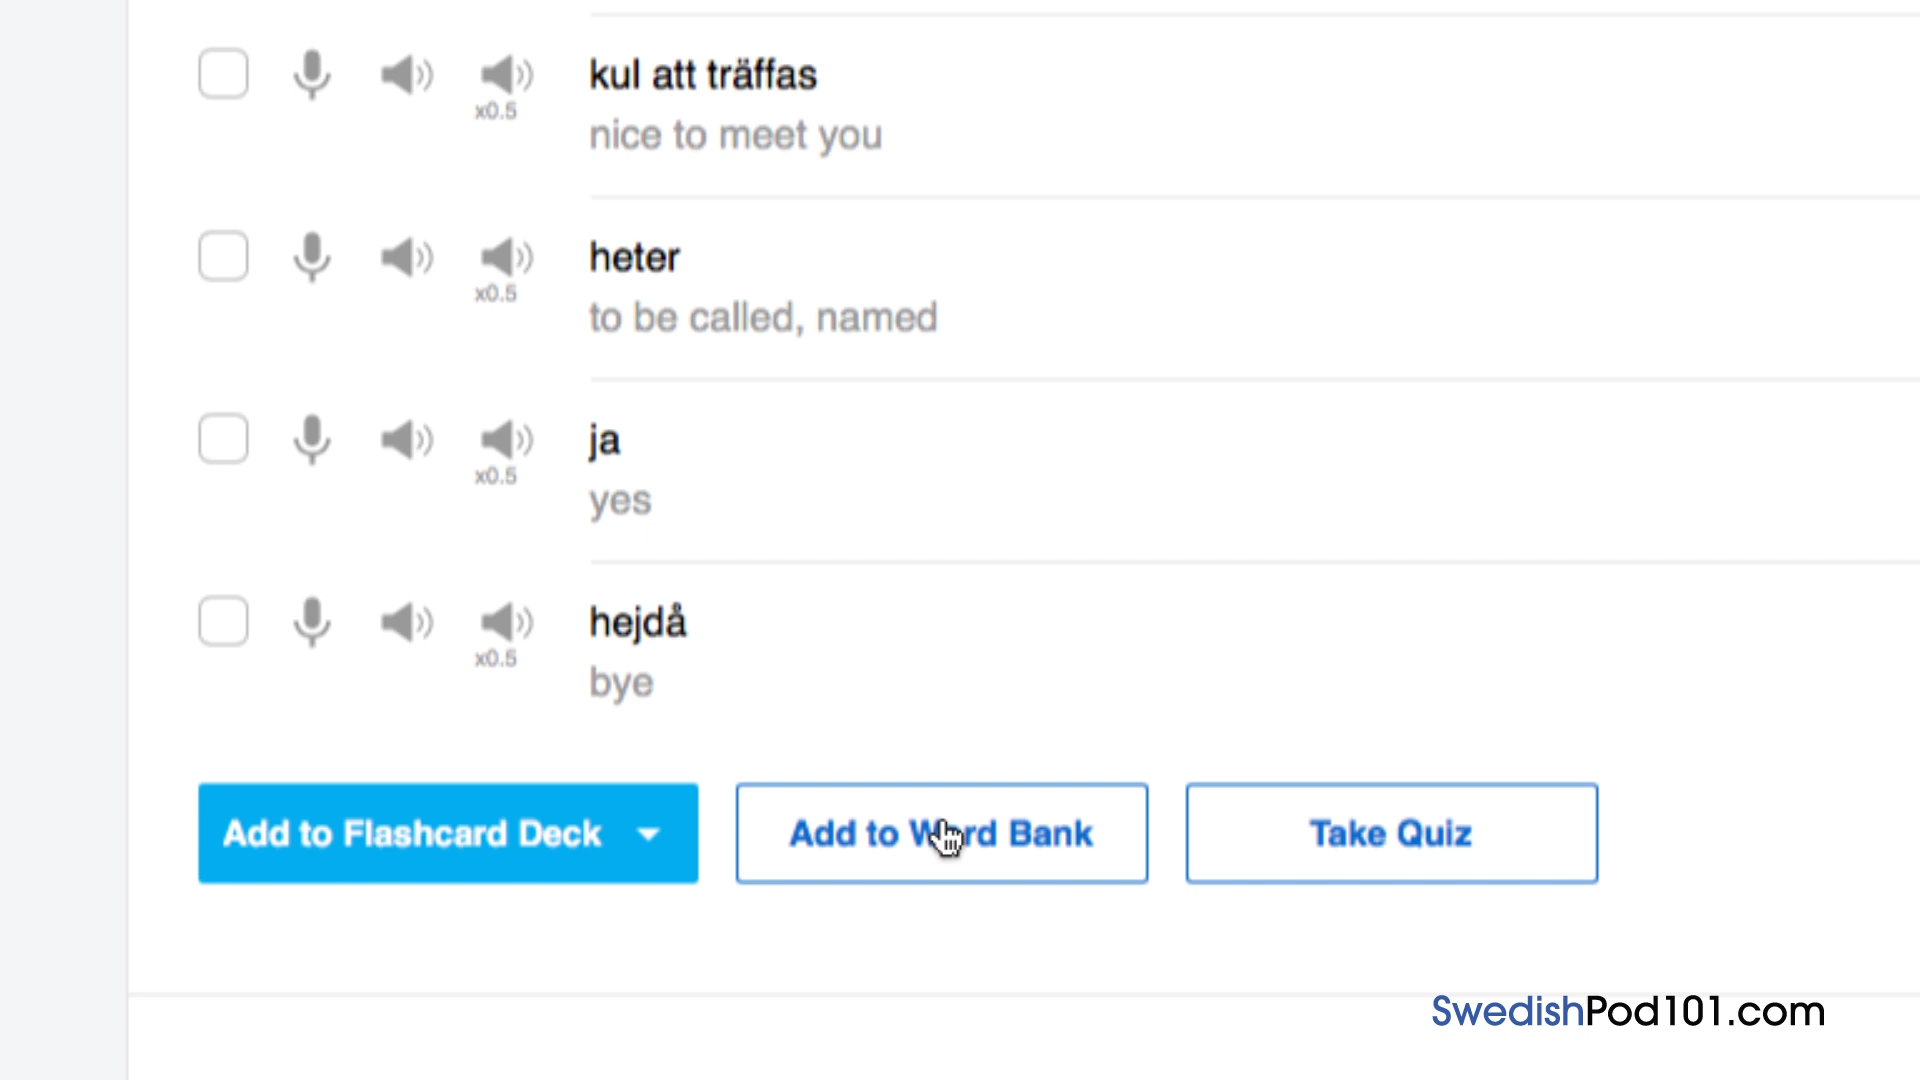 kul att träffas
x0.5
nice to meet you
heter
x0.5
to be called, named
ja
x0.5
yes
hejdå
x0.5
bye
Add to Flashcard Deck
Add to Word Bank
Take Quiz
SwedishPod101.com